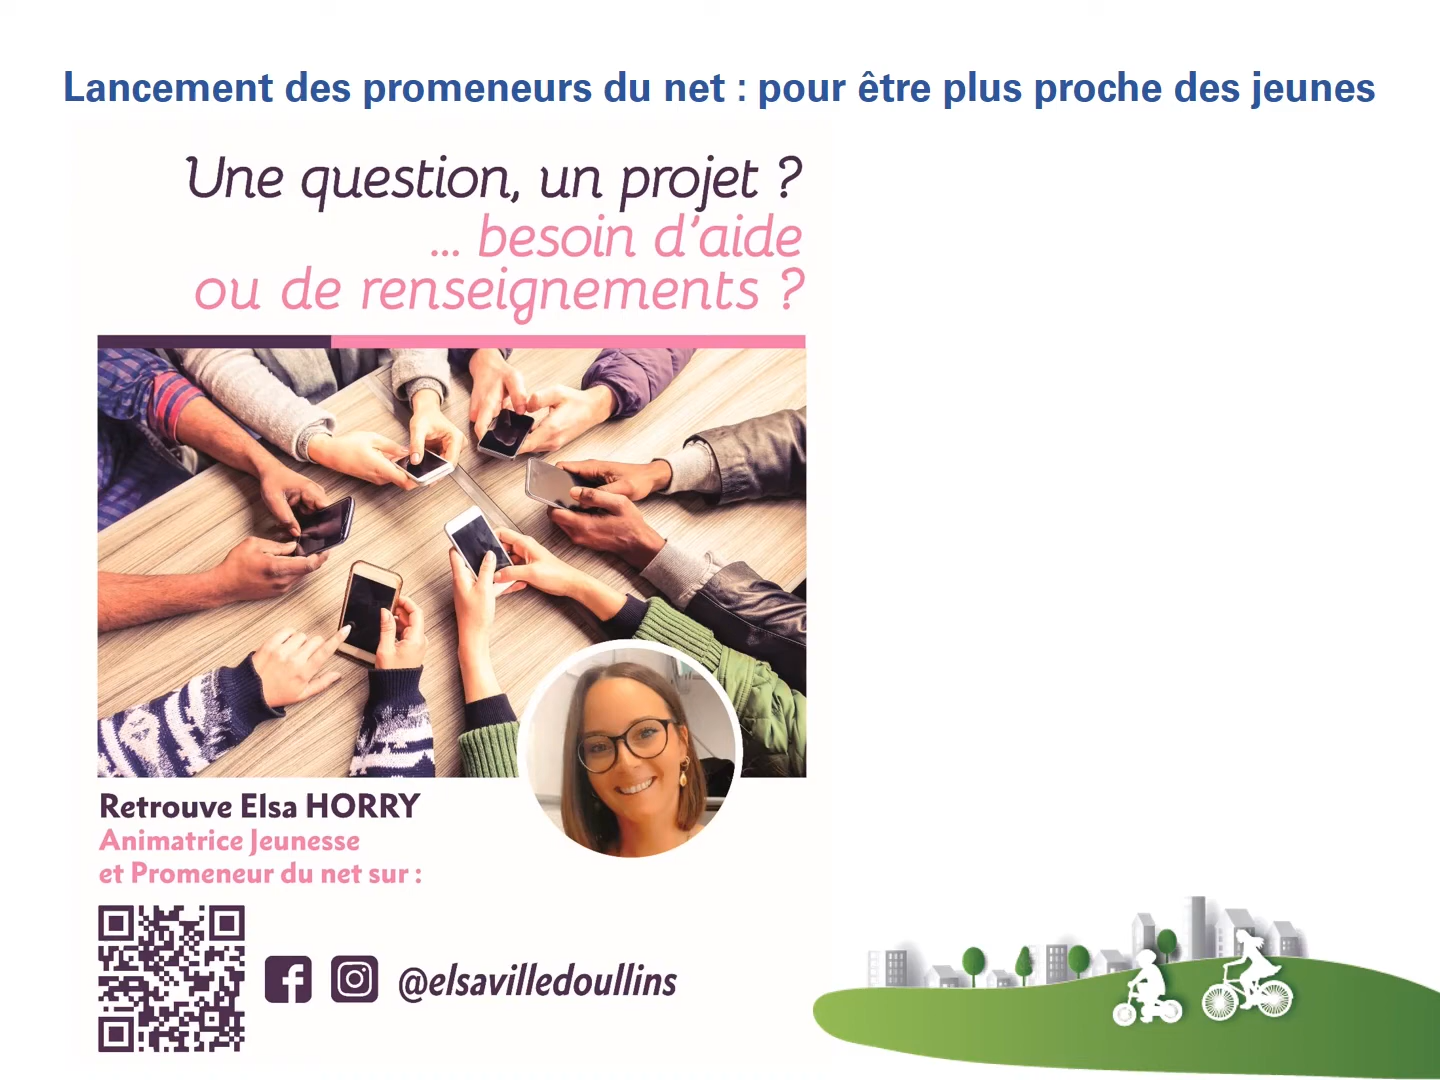 Lancement des promeneurs du net : pour être plus proche des jeunes
Une question, un projet ?
... besoin d'aide
ou de renseignements ?
Retrouve Elsa HORRY
Animatrice Jeunesse
et Promeneur du net sur :
@elsavilledoullins